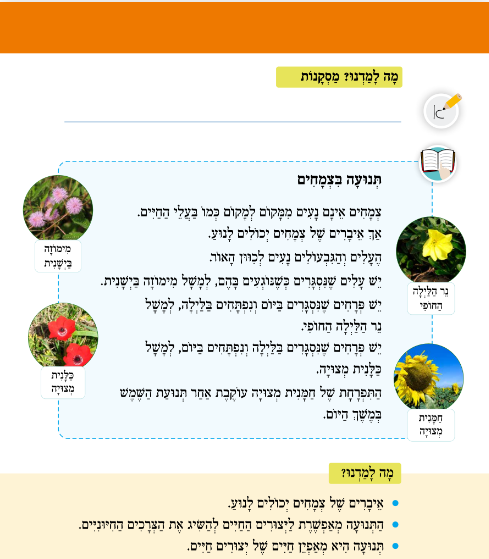 מָה לָמַדְנוּ? מַסְקָנוֹת
תְּנוּעָה בִּצְמָחִים
צְמָחִים אֵינָם נָעִים מִמָּקוֹם לְמָקוֹם כְּמוֹ בַּעֲלֵי הַחַיִּים.
אַךְ אֵיבָרִים שֶׁל צְמָחִים יְכוֹלִים לָנוּעַ.
הֶעָלִים וְהַגִּבְעוֹלִים נָעִים לְכִוּוּן הָאוֹר.
יֵשׁ עָלִים שֶׁנִּסְגָּרִים כְּשֶׁנּוֹגְעִים בָּהֶם, לְמָשָׁל מִימוֹזָה בַּיְשָׁנִית.
יֵשׁ פְּרָחִים שֶׁנִּסְגָּרִים בַּיּוֹם וְנִפְתָּחִים בַּלַּיְלָה, לְמָשָׁל
נֵר הַלַּיְלָה הַחוֹפִי.
יֵשׁ פְּרָחִים שֶׁנִּסְגָּרִים בַּלַּיְלָה וְנִפְתָּחִים בַּיּוֹם, לְמָשָׁל
כַּלָּנִית מְצוּיָה.
הַתִּפְרַחַת שֶׁל חַמָּנִית מְצוּיָה עוֹקֶבֶת אַחַר תְּנוּעַת הַשֶּׁמֶשׁ
בְּמֶשֶׁךְ הַיּוֹם.
מִימוֹזָה
בַּיְשָׁנִית
נֵר הַלַּיְלָה
הַחוֹפִי
כַּלָּנִית
מְצוּיָה
חַמָּנִית
מְצוּיָה
מָה לָמַדְנוּ?
• אֵיבָרִים שֶׁל צְמָחִים יְכוֹלִים לָנוּעַ.
• הַתְּנוּעָה מְאַפְשֶׁרֶת לַיְּצוּרִים הַחַיִּים לְהַשִּׂיג אֶת הַצְּרָכִים הַחִיּוּנִיִּים.
• תְּנוּעָה הִיא מְאַפְיֵן חַיִּים שֶׁל יְצוּרִים חַיִּים.